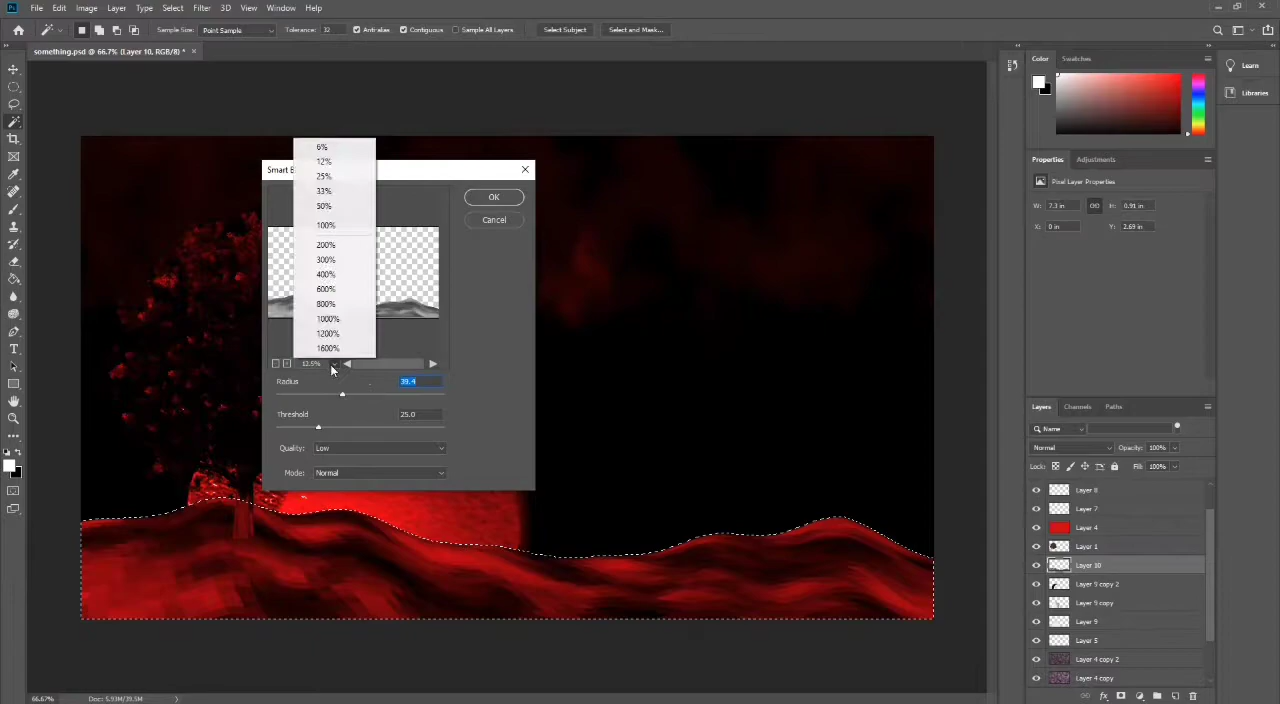 Ps File Edit Image Layer Type Select Filter 3D View Window Help
Sample Size: Point Sample Tolerance: 32 Anti-alias Contiguous Sample All Layers Select Subject Select and Mask...
something.psd @ 66.7% (Layer 10, RGB/8) *
Color Swatches
Learn
Libraries
Properties Adjustments
Pixel Layer Properties
W: 7.3 in H: 0.91 in
X: 0 in Y: 2.69 in
6%
12%
Smart
25%
33%
50%
100%
200%
300%
400%
600%
800%
1000%
1200%
1600%
OK
Cancel
12.5%
Radius 39.4
Threshold 25.0
Quality: Low
Mode: Normal
Layers Channels Paths
Name
Normal Opacity: 100%
Lock: Fill: 100%
Layer 8
Layer 7
Layer 4
Layer 1
Layer 10
Layer 9 copy 2
Layer 9 copy
Layer 9
Layer 5
Layer 4 copy 2
Layer 4 copy
fx
66.67% Doc: 5.93M/39.5M